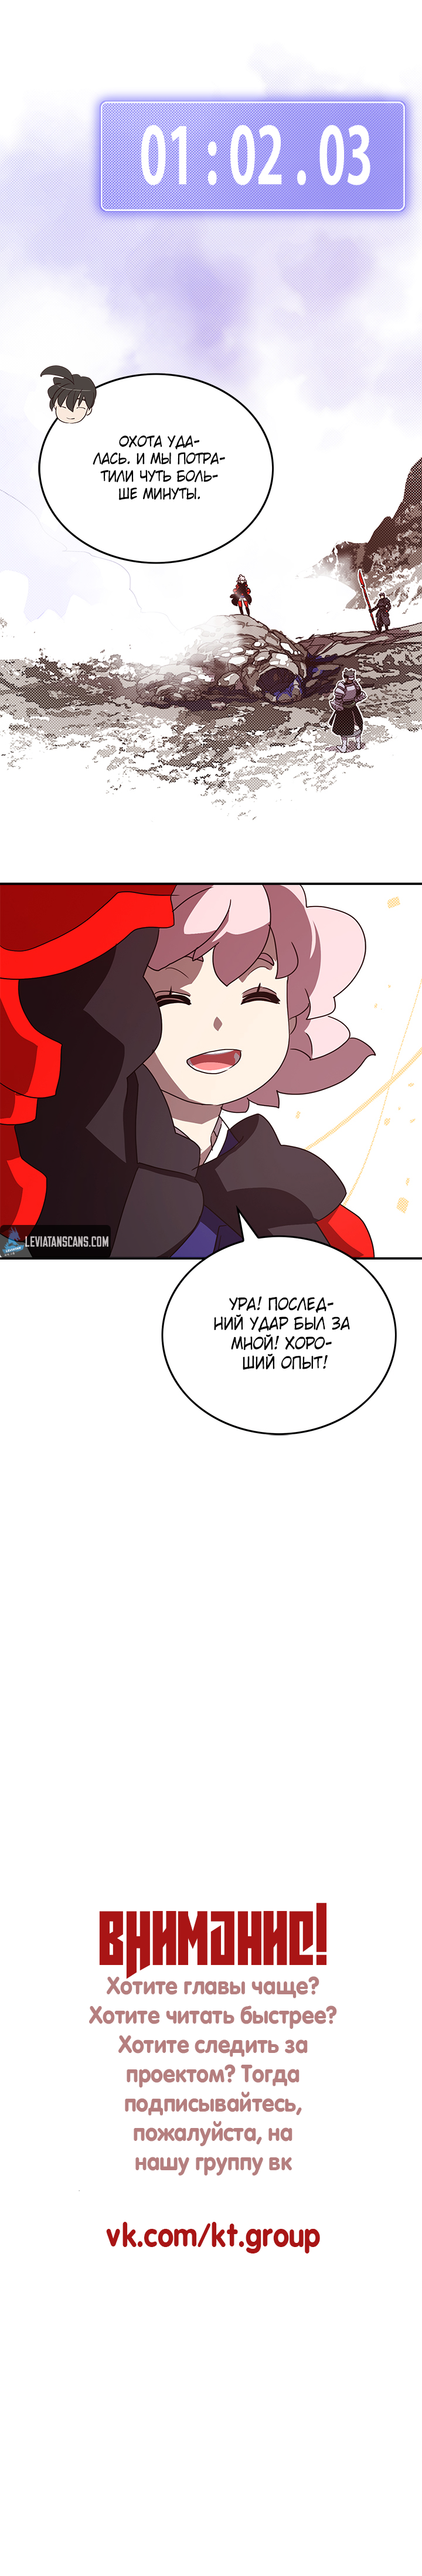 01:02.03
ОХОТА УДА-
ЛАСЬ. И МЫ ПОТРА-
ТИЛИ ЧУТЬ БОЛЬ-
ШЕ МИНУТЫ.
LEVIATANSCANS.COM
УРА! ПОСЛЕД-
НИЙ УДАР БЫЛ ЗА
МНОЙ! ХОРО-
ШИЙ ОПЫТ!
ВНИМАНИЕ!
Хотите главы чаще?
Хотите читать быстрее?
Хотите следить за
проектом? Тогда
подписывайтесь,
пожалуйста, на
нашу группу вк
vk.com/kt.group